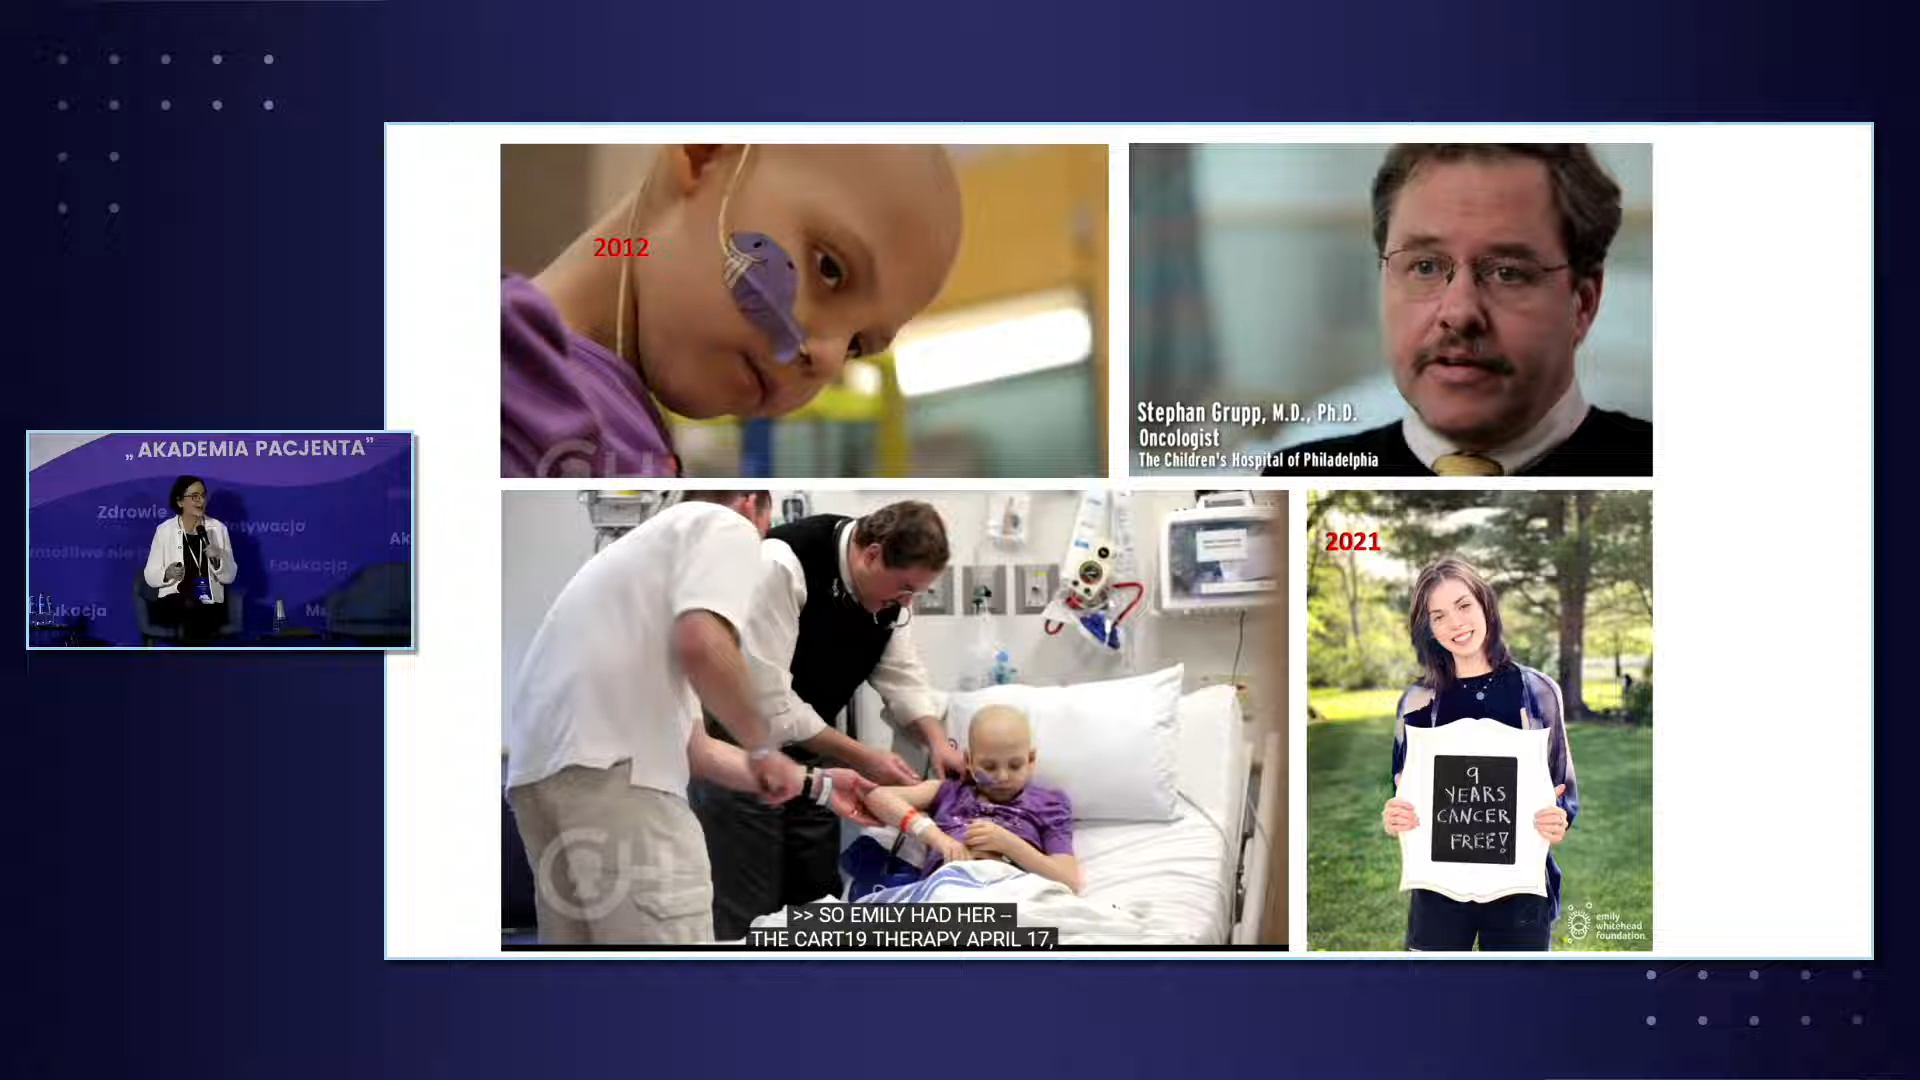 „ AKADEMIA PACJENTA”
Zdrowie
Edukacja
2012
Stephan Grupp, M.D., Ph.D.
Oncologist
The Children's Hospital of Philadelphia
>> SO EMILY HAD HER –
THE CART19 THERAPY APRIL 17,
2021
9
YEARS
CANCER
FREE!
emily
whitehead
foundation